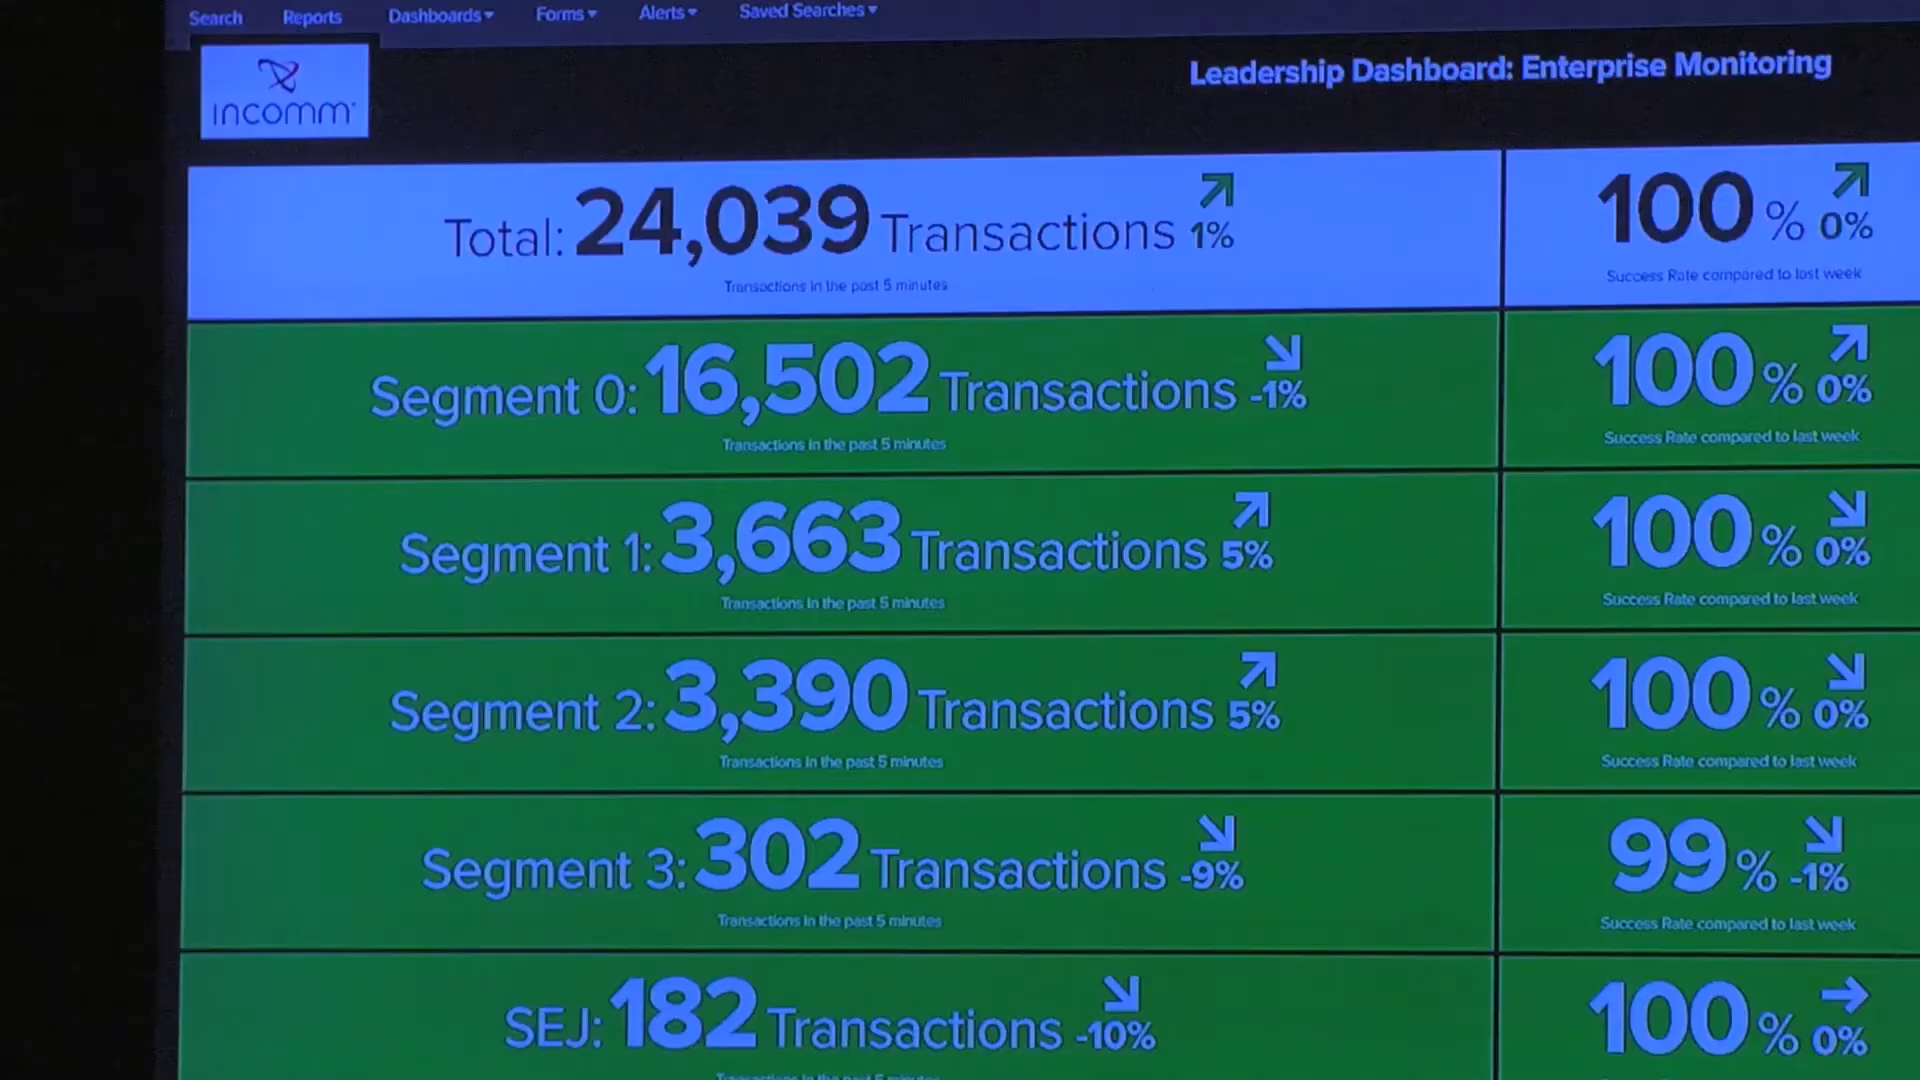 Search Reports Dashboards Forms Alerts Saved Searches
incomm
Leadership Dashboard: Enterprise Monitoring
Total: 24,039 Transactions 1%
Transactions in the past 5 minutes
100 % 0%
Success Rate compared to last week
Segment 0: 16,502 Transactions -1%
Transactions in the past 5 minutes
100 % 0%
Success Rate compared to last week
Segment 1: 3,663 Transactions 5%
Transactions in the past 5 minutes
100 % 0%
Success Rate compared to last week
Segment 2: 3,390 Transactions 5%
Transactions in the past 5 minutes
100 % 0%
Success Rate compared to last week
Segment 3: 302 Transactions -9%
Transactions in the past 5 minutes
99 % -1%
Success Rate compared to last week
SEJ: 182 Transactions -10%
100 % 0%